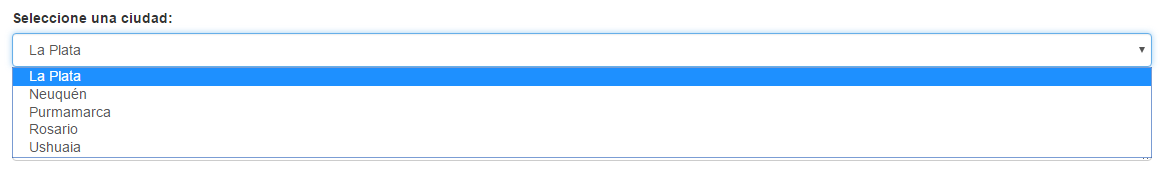 Seleccione una ciudad:
La Plata
La Plata
Neuquén
Purmamarca
Rosario
Ushuaia